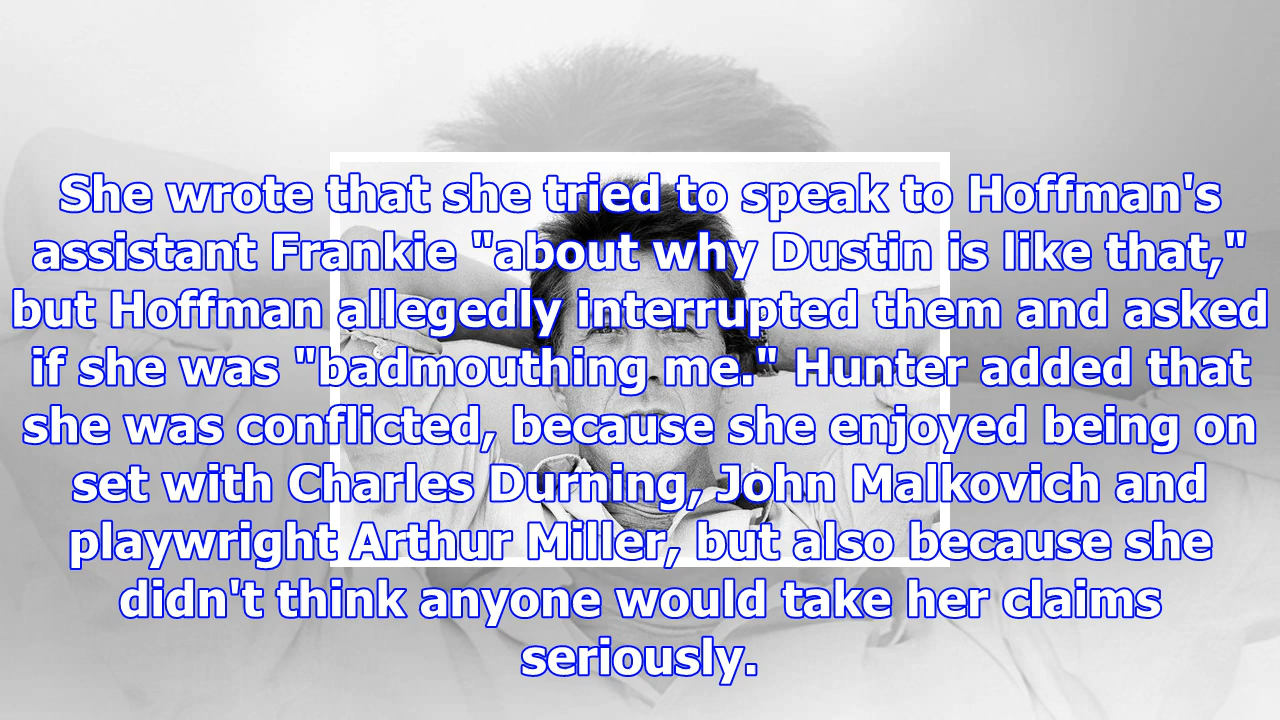 She wrote that she tried to speak to Hoffman's
assistant Frankie "about why Dustin is like that,"
but Hoffman allegedly interrupted them and asked
if she was "badmouthing me." Hunter added that
she was conflicted, because she enjoyed being on
set with Charles Durning, John Malkovich and
playwright Arthur Miller, but also because she
didn't think anyone would take her claims
seriously.